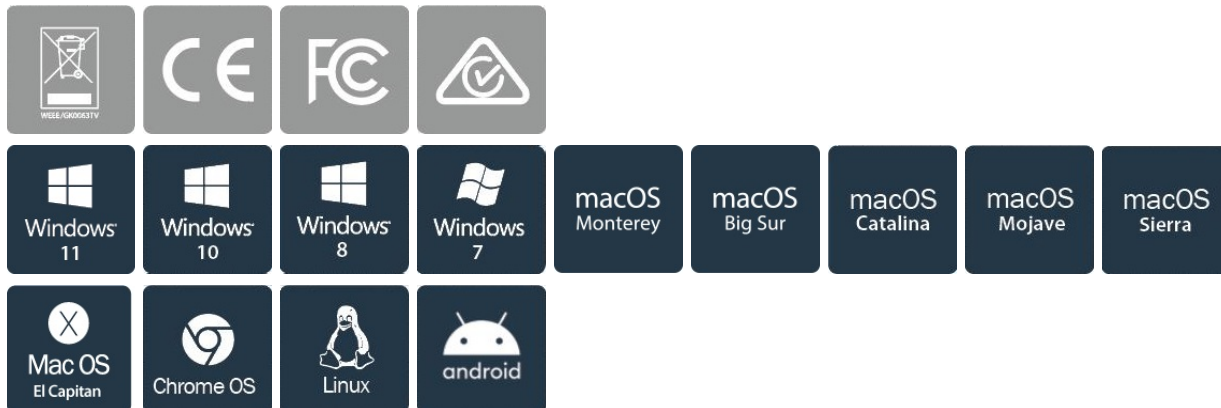 WEEE/GK0063TV
CE
FC
Windows 11
Windows 10
Windows 8
Windows 7
macOS Monterey
macOS Big Sur
macOS Catalina
macOS Mojave
macOS Sierra
X
Mac OS
El Capitan
Chrome OS
Linux
android